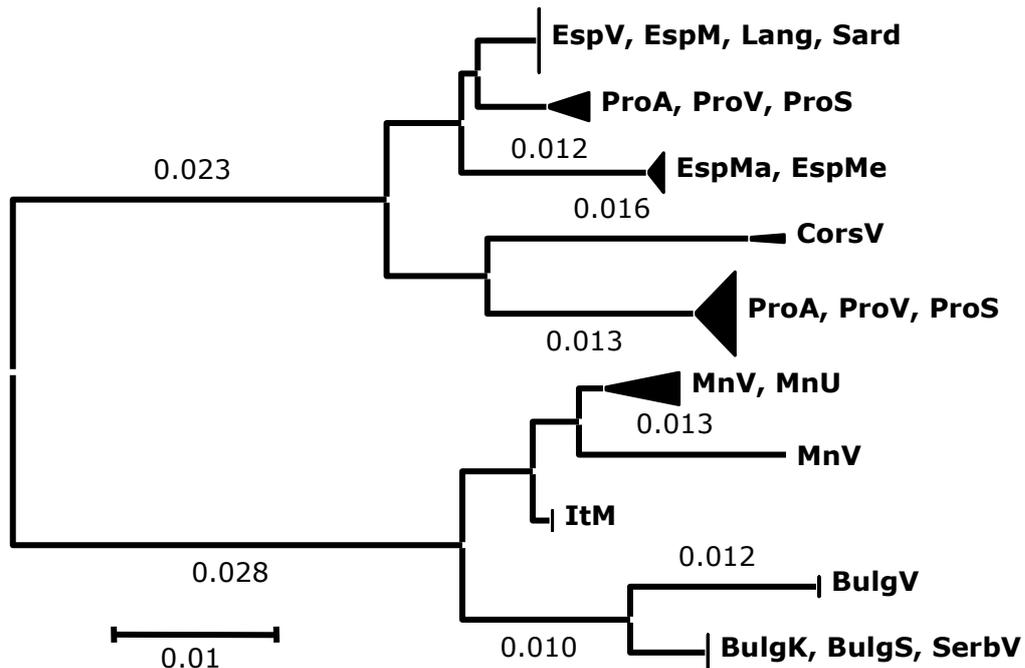 EspV, EspM, Lang, Sard
ProA, ProV, ProS
0.012
EspMa, EspMe
0.023
0.016
CorsV
ProA, ProV, ProS
0.013
MnV, MnU
0.013
MnV
ItM
0.012
BulgV
0.028
0.010
BulgK, BulgS, SerbV
0.01